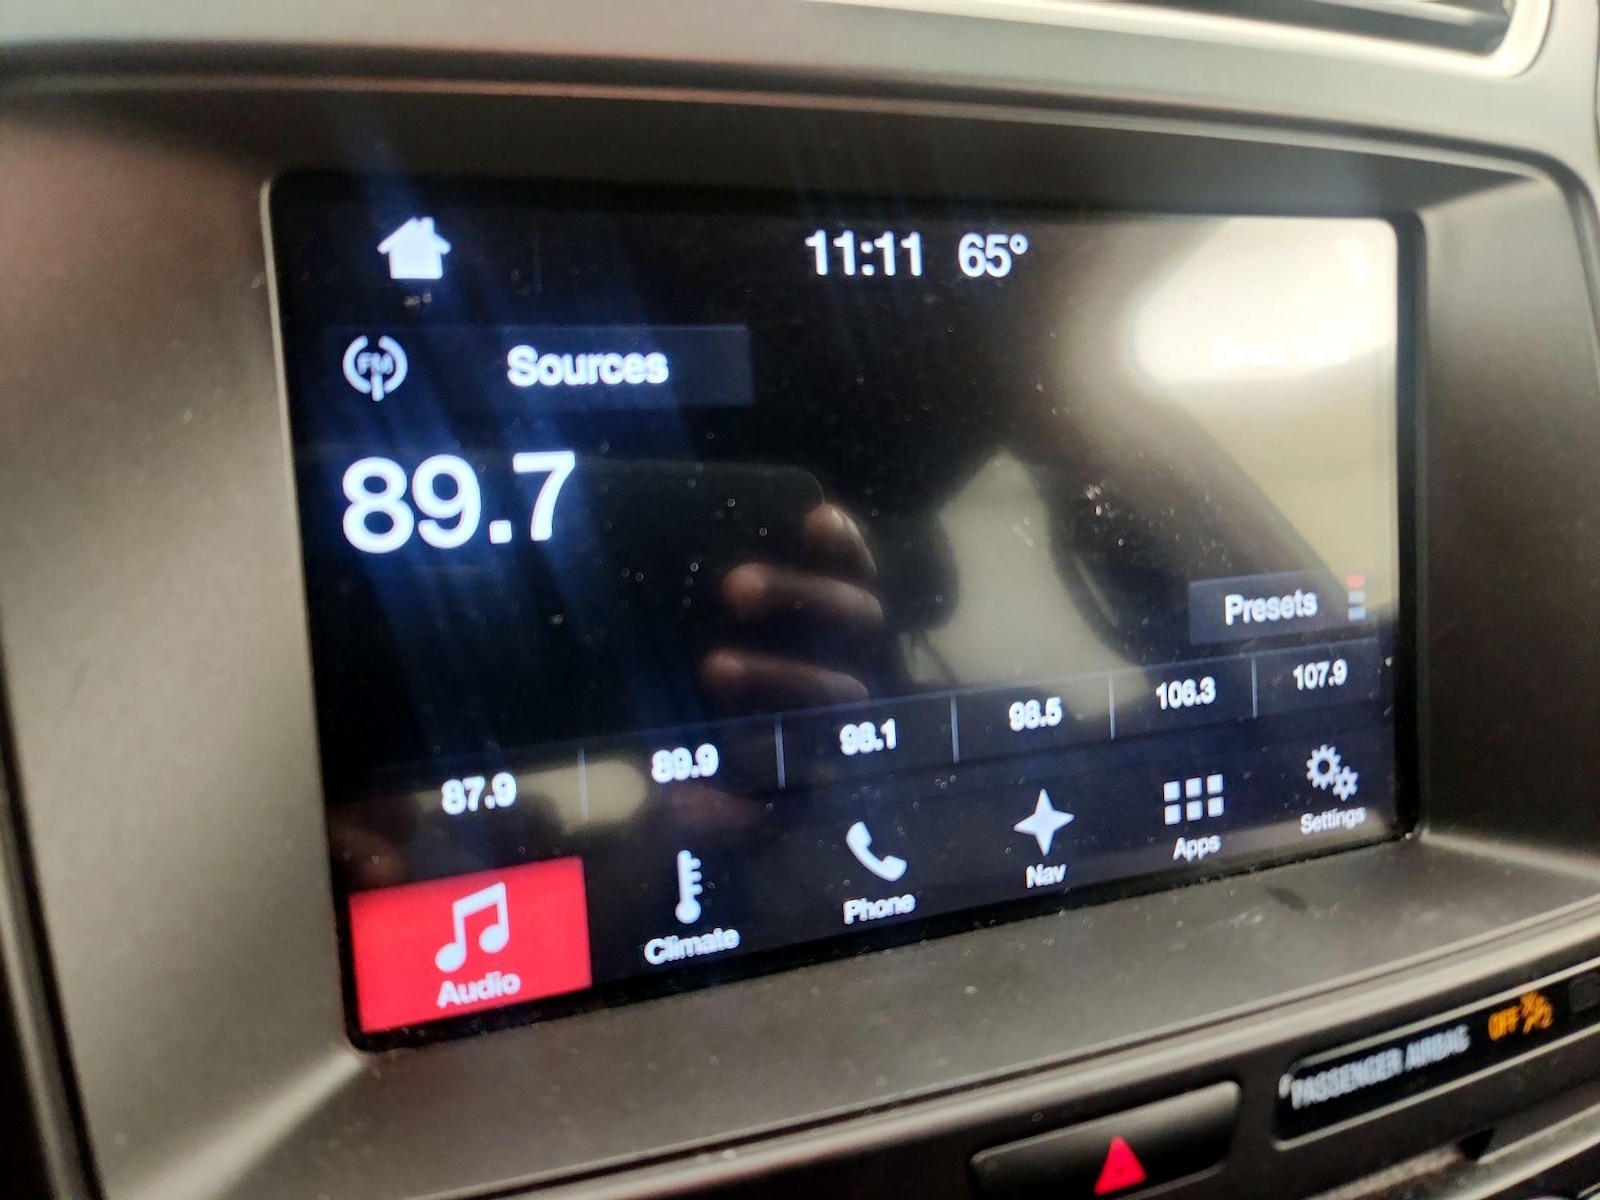 11:11 65°
FM Sources
89.7
Presets
87.9 89.9 98.1 98.5 106.3 107.9
Audio Climate Phone Nav Apps Settings
PASSENGER AIRBAG OFF